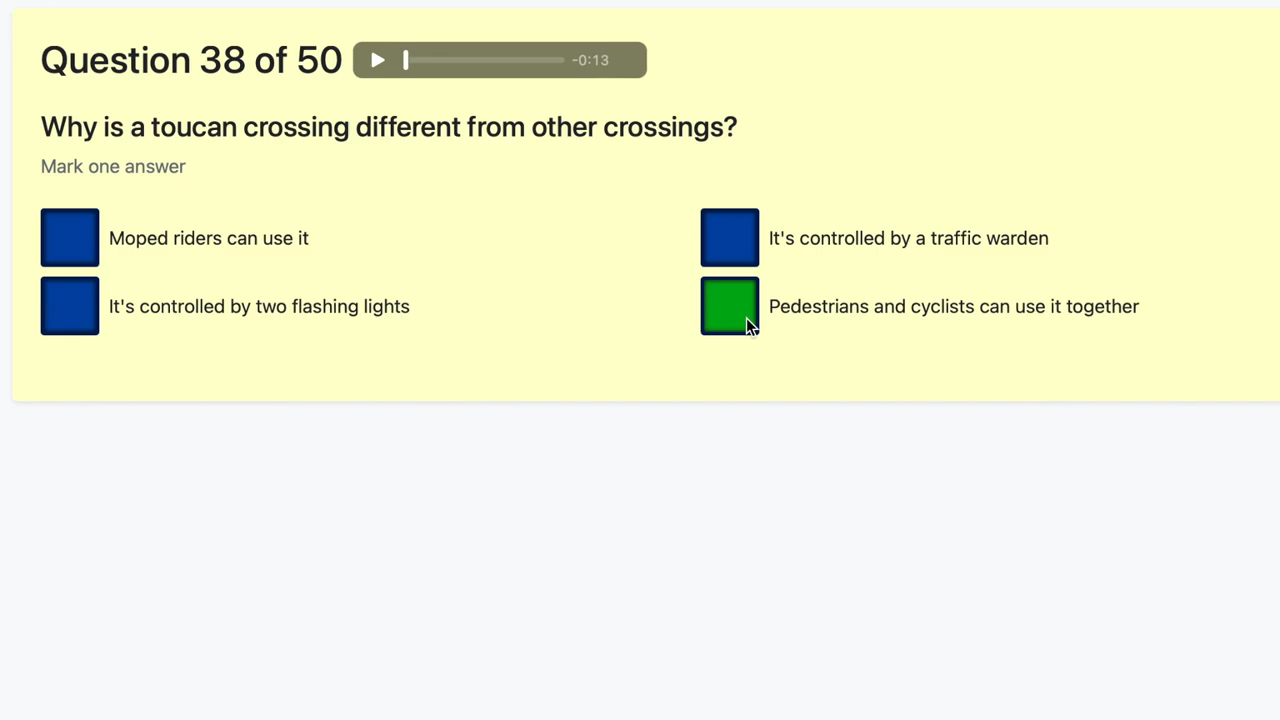 Question 38 of 50
-0:13
Why is a toucan crossing different from other crossings?
Mark one answer
Moped riders can use it
It's controlled by a traffic warden
It's controlled by two flashing lights
Pedestrians and cyclists can use it together